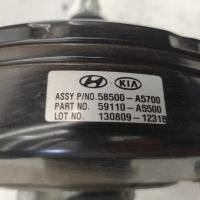 KIA
ASSY P/NO. 58500-A5700
PART NO. 59110-A5500
LOT NO. 130809-1231B